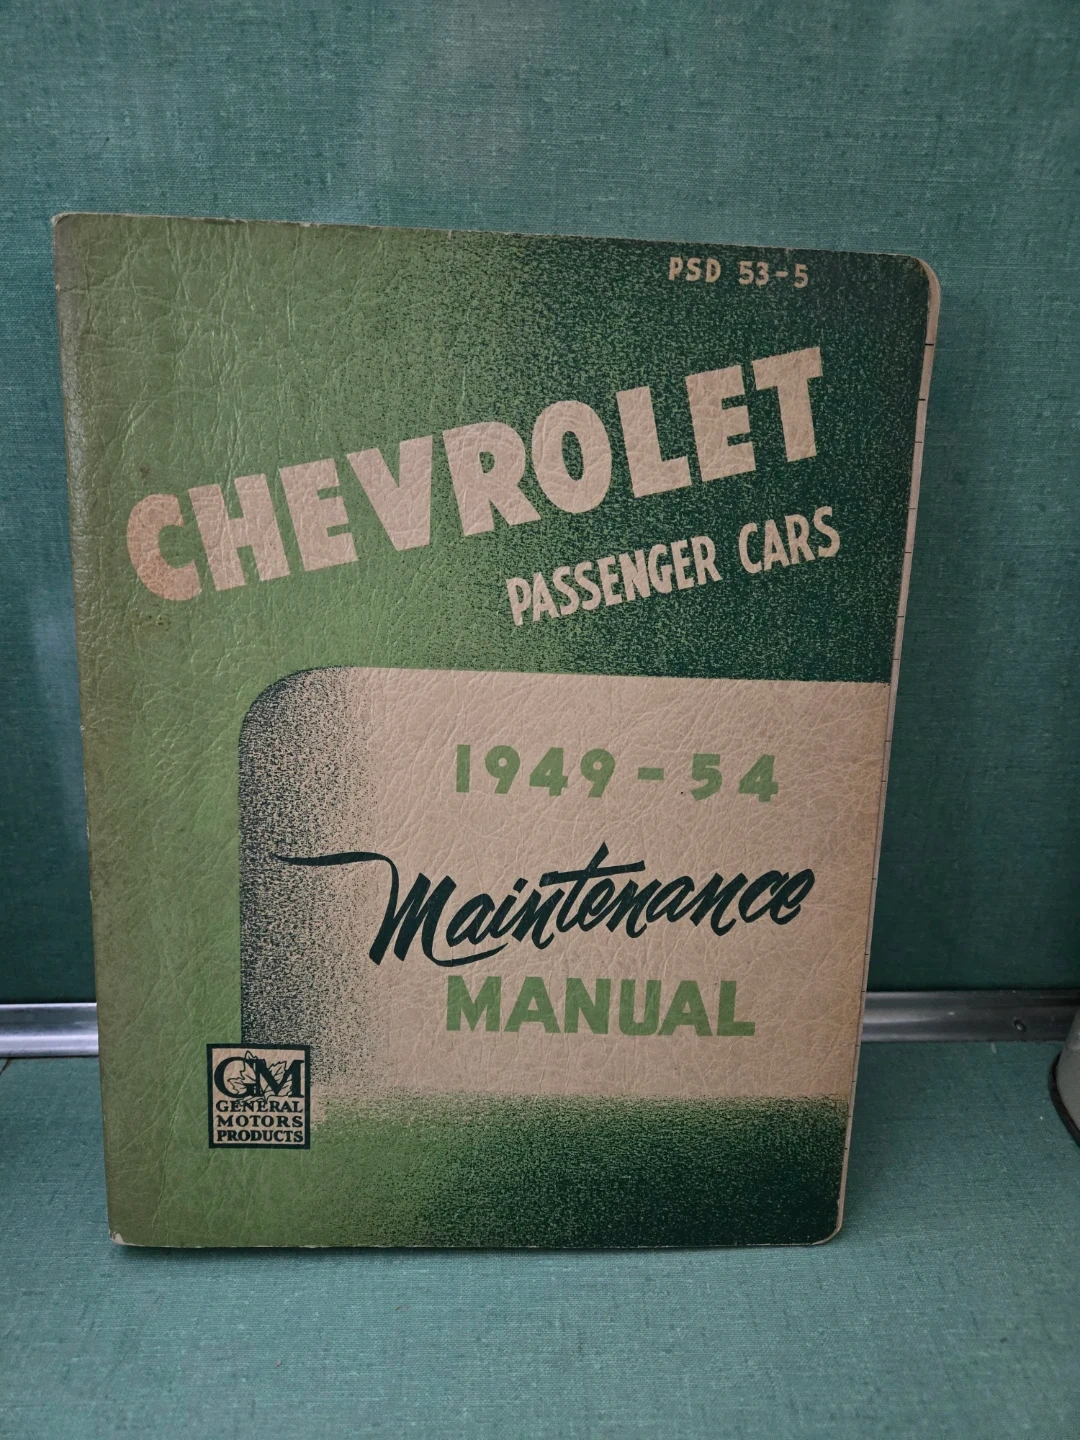 PSD 53-5
CHEVROLET
PASSENGER CARS
1949-54
Maintenance
MANUAL
GM
GENERAL
MOTORS
PRODUCTS